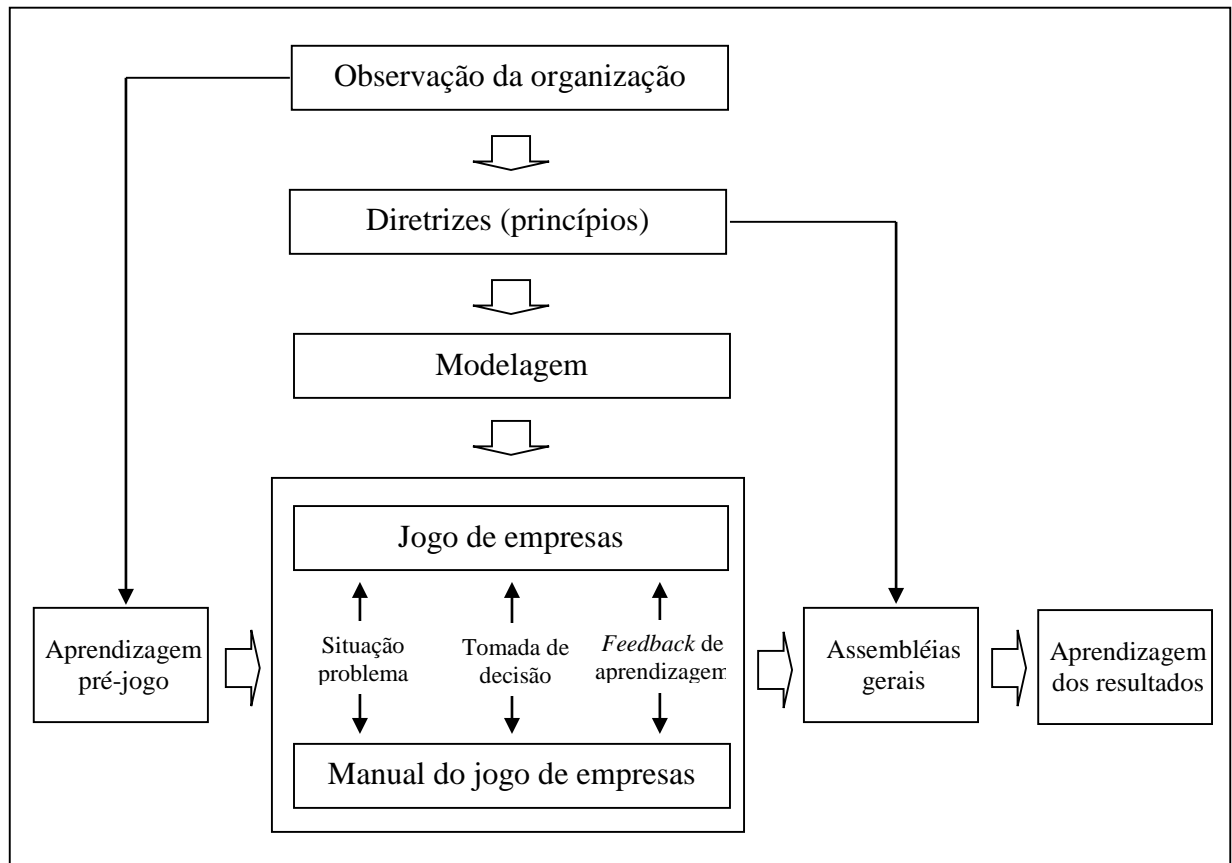 Observação da organização
Diretrizes (princípios)
Modelagem
Jogo de empresas
Aprendizagem
pré-jogo
Situação
problema
Tomada de
decisão
Feedback de
aprendizagem
Assembléias
gerais
Aprendizagem
dos resultados
Manual do jogo de empresas